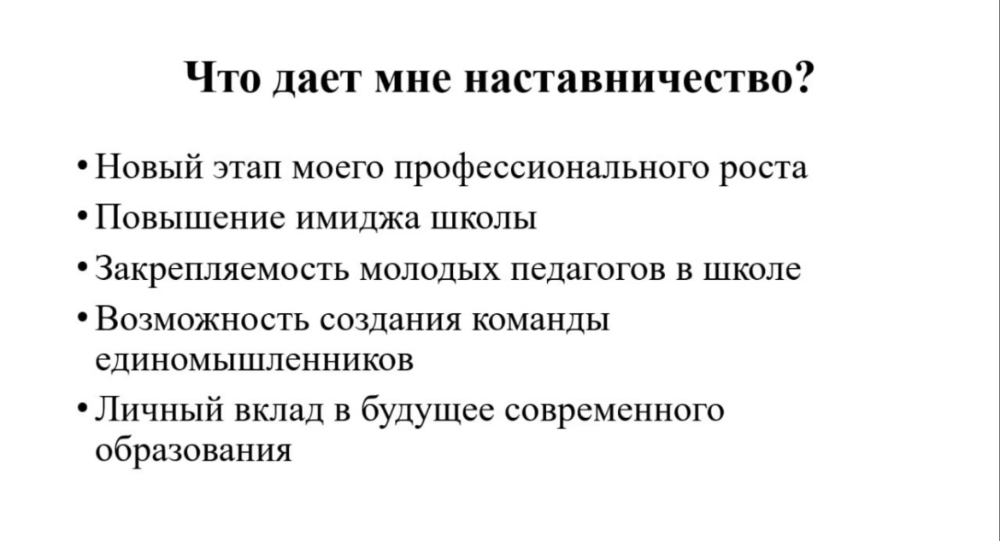 Что дает мне наставничество?
• Новый этап моего профессионального роста
• Повышение имиджа школы
• Закрепляемость молодых педагогов в школе
• Возможность создания команды
единомышленников
• Личный вклад в будущее современного
образования